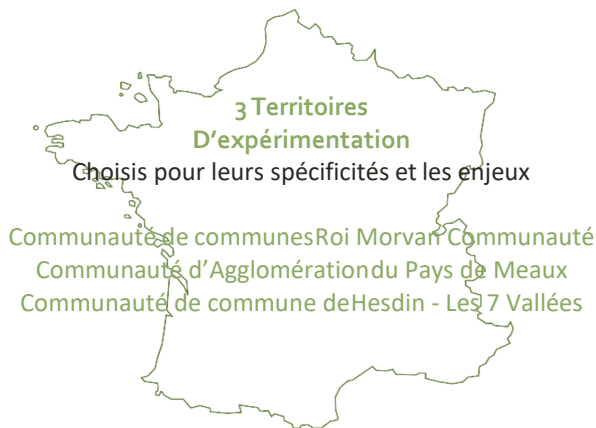 3 Territoires
D’expérimentation
Choisis pour leurs spécificités et les enjeux
Communauté de communesRoi Morvan Communauté
Communauté d’Agglomérationdu Pays de Meaux
Communauté de commune deHesdin - Les 7 Vallées